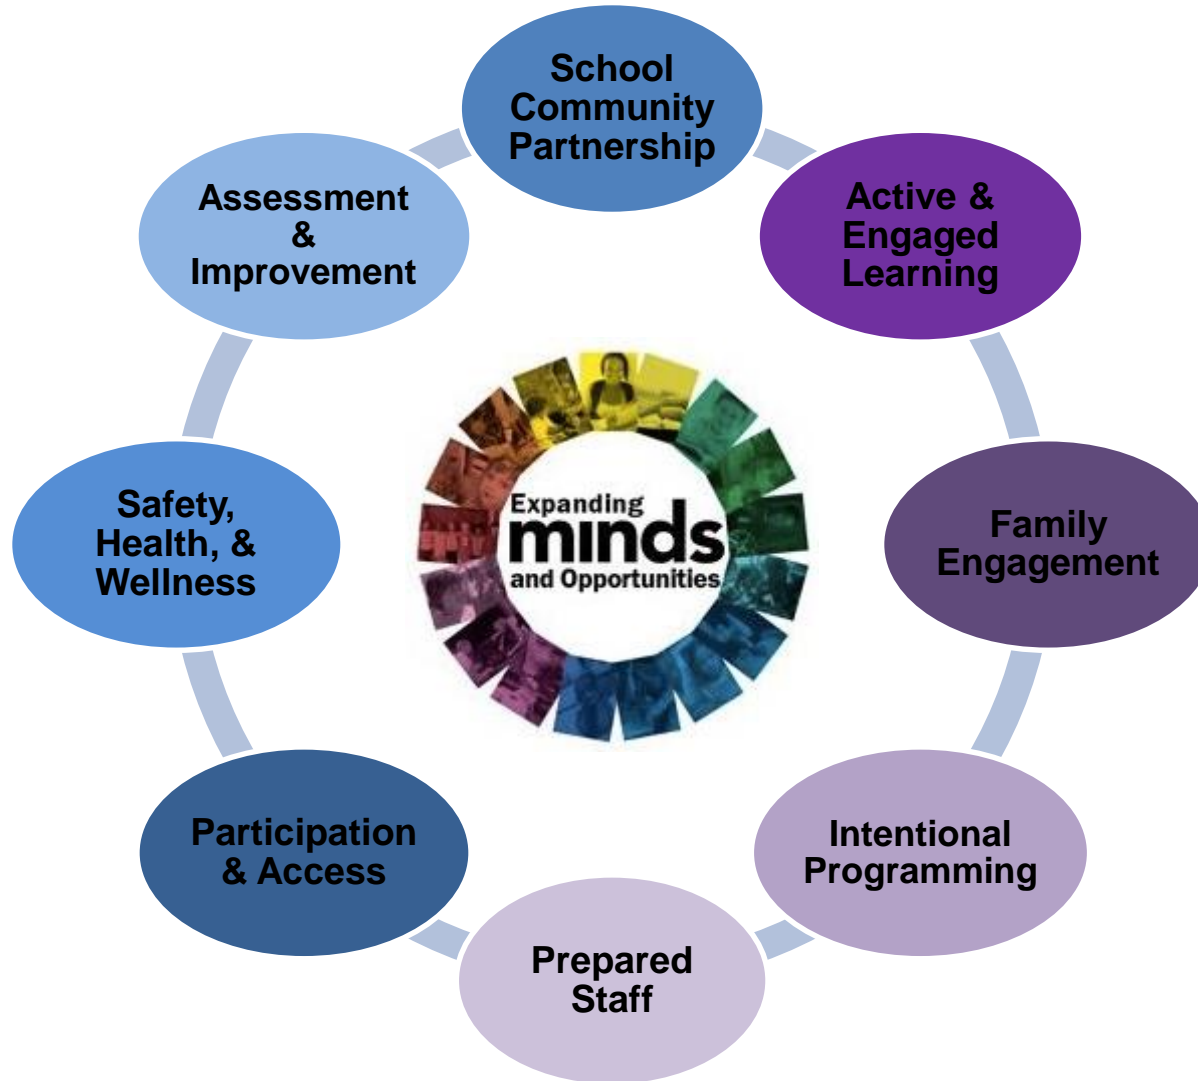 School
Community
Partnership
Active &
Engaged
Learning
Family
Engagement
Intentional
Programming
Prepared
Staff
Participation
& Access
Safety,
Health, &
Wellness
Assessment
&
Improvement
Expanding
minds
and Opportunities